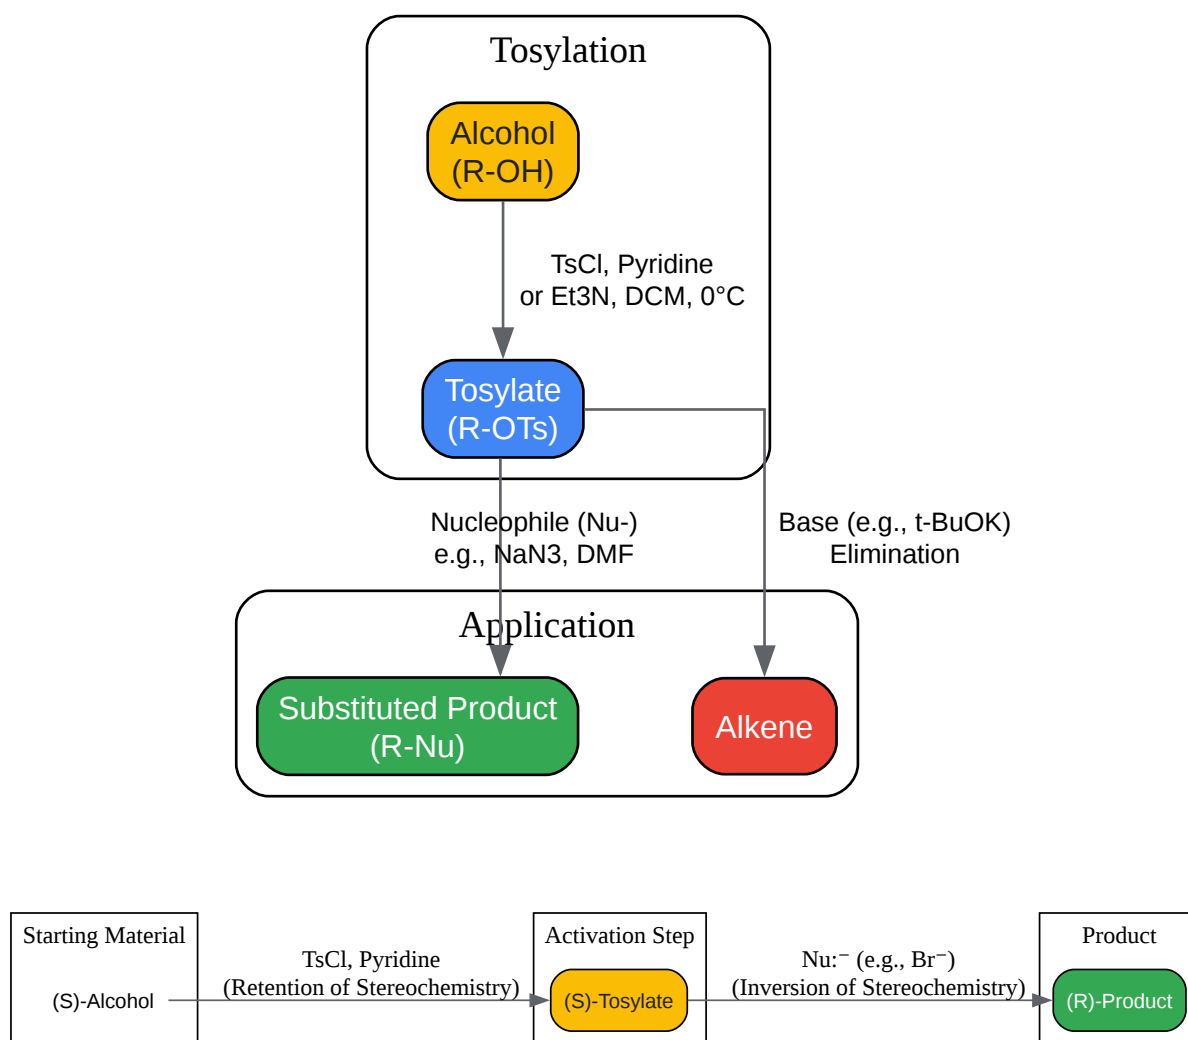 Tosylation
Alcohol
(R-OH)
TsCl, Pyridine
or Et3N, DCM, 0°C
Tosylate
(R-OTs)
Nucleophile (Nu-)
e.g., NaN3, DMF
Base (e.g., t-BuOK)
Elimination
Application
Substituted Product
(R-Nu)
Alkene
Starting Material
(S)-Alcohol
TsCl, Pyridine
(Retention of Stereochemistry)
Activation Step
(S)-Tosylate
Nu:⁻ (e.g., Br⁻)
(Inversion of Stereochemistry)
Product
(R)-Product